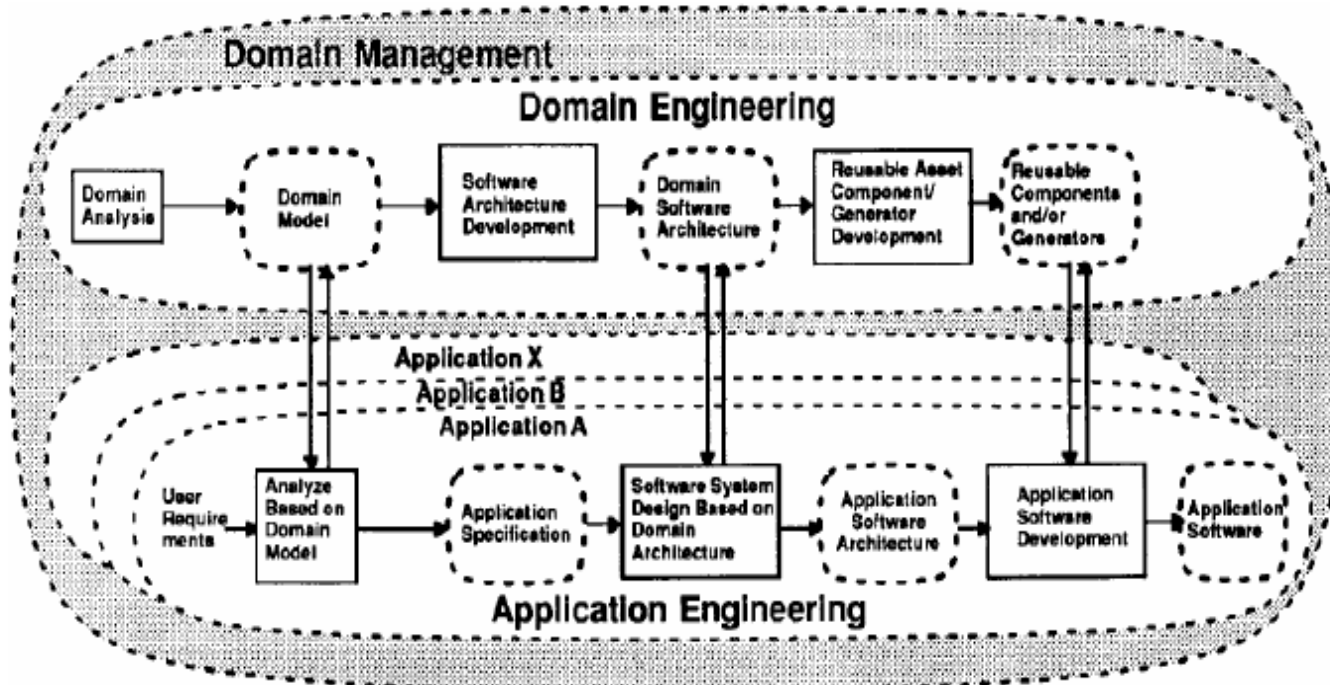 Domain Management
Domain Engineering
Domain
Analysis
Domain
Model
Software
Architecture
Development
Domain
Software
Architecture
Reusable Asset
Component/
Generator
Development
Reusable
Components
and/or
Generators
Application X
Application B
Application A
User
Require
ments
Analyze
Based on
Domain
Model
Application
Specification
Software System
Design Based on
Domain
Architecture
Application
Software
Architecture
Application
Software
Development
Application
Software
Application Engineering